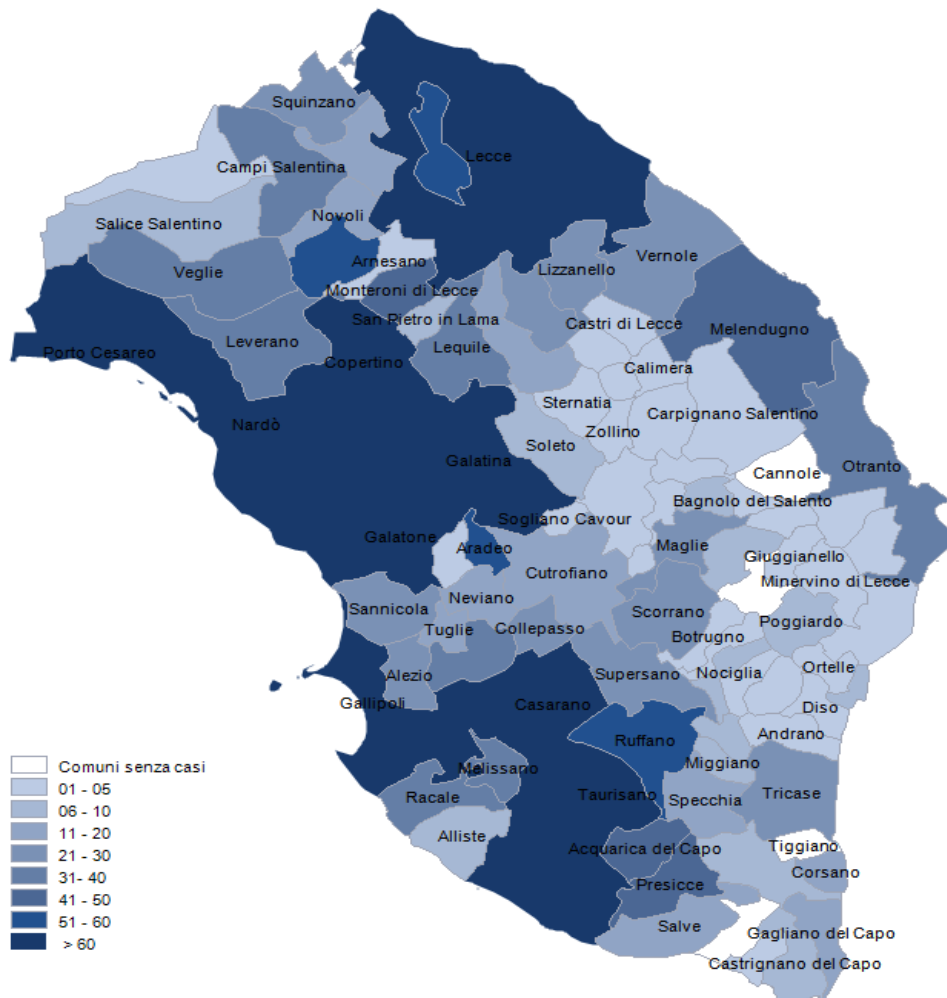 Squinzano
Lecce
Campi Salentina
Novoli
Salice Salentino
Arnesano
Vernole
Veglie
Lizzanello
Monteroni di Lecce
San Pietro in Lama
Castri di Lecce
Melendugno
Leverano
Lequile
Porto Cesareo
Copertino
Calimera
Sternatia
Carpignano Salentino
Nardò
Zollino
Soleto
Galatina
Cannole
Otranto
Bagnolo del Salento
Sogliano Cavour
Galatone
Aradeo
Maglie
Giuggianello
Cutrofiano
Minervino di Lecce
Neviano
Sannicola
Scorrano
Poggiardo
Tuglie
Collepasso
Botrugno
Alezio
Supersano
Nociglia
Ortelle
Gallipoli
Casarano
Diso
Andrano
Ruffano
Miggiano
Melissano
Racale
Taurisano
Specchia
Tricase
Alliste
Acquarica del Capo
Tiggiano
Corsano
Presicce
Salve
Gagliano del Capo
Castrignano del Capo
Comuni senza casi
01 - 05
06 - 10
11 - 20
21 - 30
31- 40
41 - 50
51 - 60
> 60